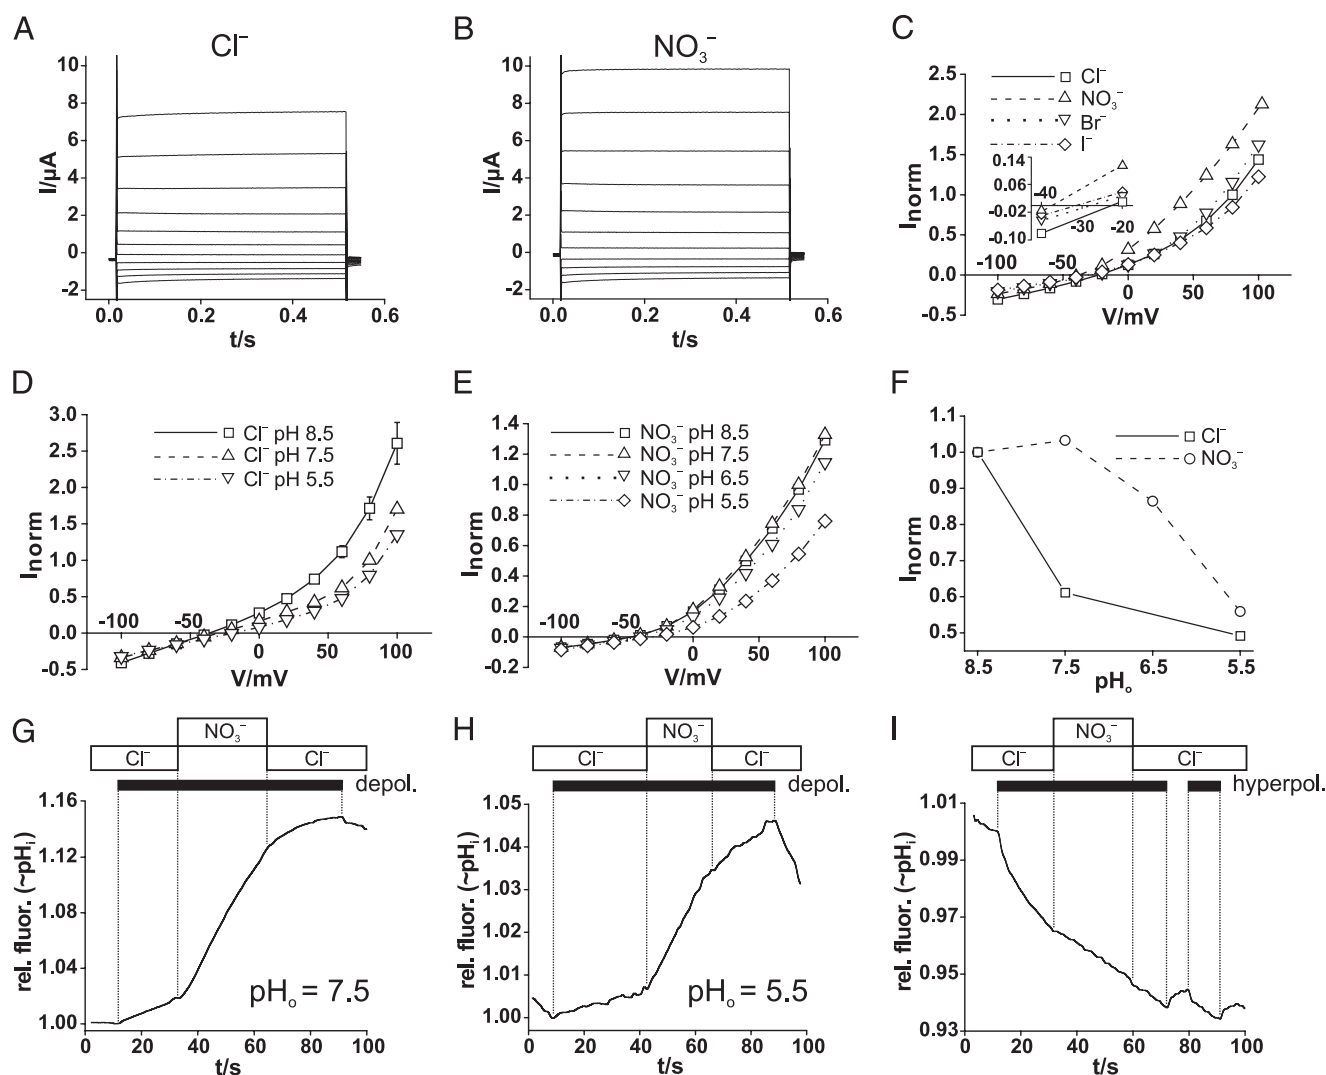 A
Cl⁻
I/µA
10
8
6
4
2
0
-2
0.0
0.2
0.4
0.6
t/s
B
NO₃⁻
10
8
6
4
2
0
-2
0.0
0.2
0.4
0.6
t/s
C
Cl⁻
NO₃⁻
Br⁻
I⁻
Iₙₒᵣₘ
2.5
2.0
1.5
1.0
0.5
0.0
-0.5
0.14
0.06
-0.02
-0.10
-40
-30
-20
-100
-50
0
50
100
V/mV
D
Cl⁻ pH 8.5
Cl⁻ pH 7.5
Cl⁻ pH 5.5
Iₙₒᵣₘ
3.0
2.5
2.0
1.5
1.0
0.5
0.0
-0.5
-100
-50
0
50
100
V/mV
E
NO₃⁻ pH 8.5
NO₃⁻ pH 7.5
NO₃⁻ pH 6.5
NO₃⁻ pH 5.5
Iₙₒᵣₘ
1.4
1.2
1.0
0.8
0.6
0.4
0.2
0.0
-0.2
-100
-50
0
50
100
V/mV
F
Cl⁻
NO₃⁻
Iₙₒᵣₘ
1.1
1.0
0.9
0.8
0.7
0.6
0.5
8.5
7.5
6.5
5.5
pHₒ
G
NO₃⁻
Cl⁻
Cl⁻
depol.
rel. fluor. (~pHᵢ)
1.16
1.12
1.08
1.04
1.00
pHₒ = 7.5
0
20
40
60
80
100
t/s
H
NO₃⁻
Cl⁻
Cl⁻
depol.
rel. fluor. (~pHᵢ)
1.05
1.04
1.03
1.02
1.01
1.00
pHₒ = 5.5
0
20
40
60
80
100
t/s
I
NO₃⁻
Cl⁻
Cl⁻
hyperpol.
rel. fluor. (~pHᵢ)
1.01
0.99
0.97
0.95
0.93
0
20
40
60
80
100
t/s